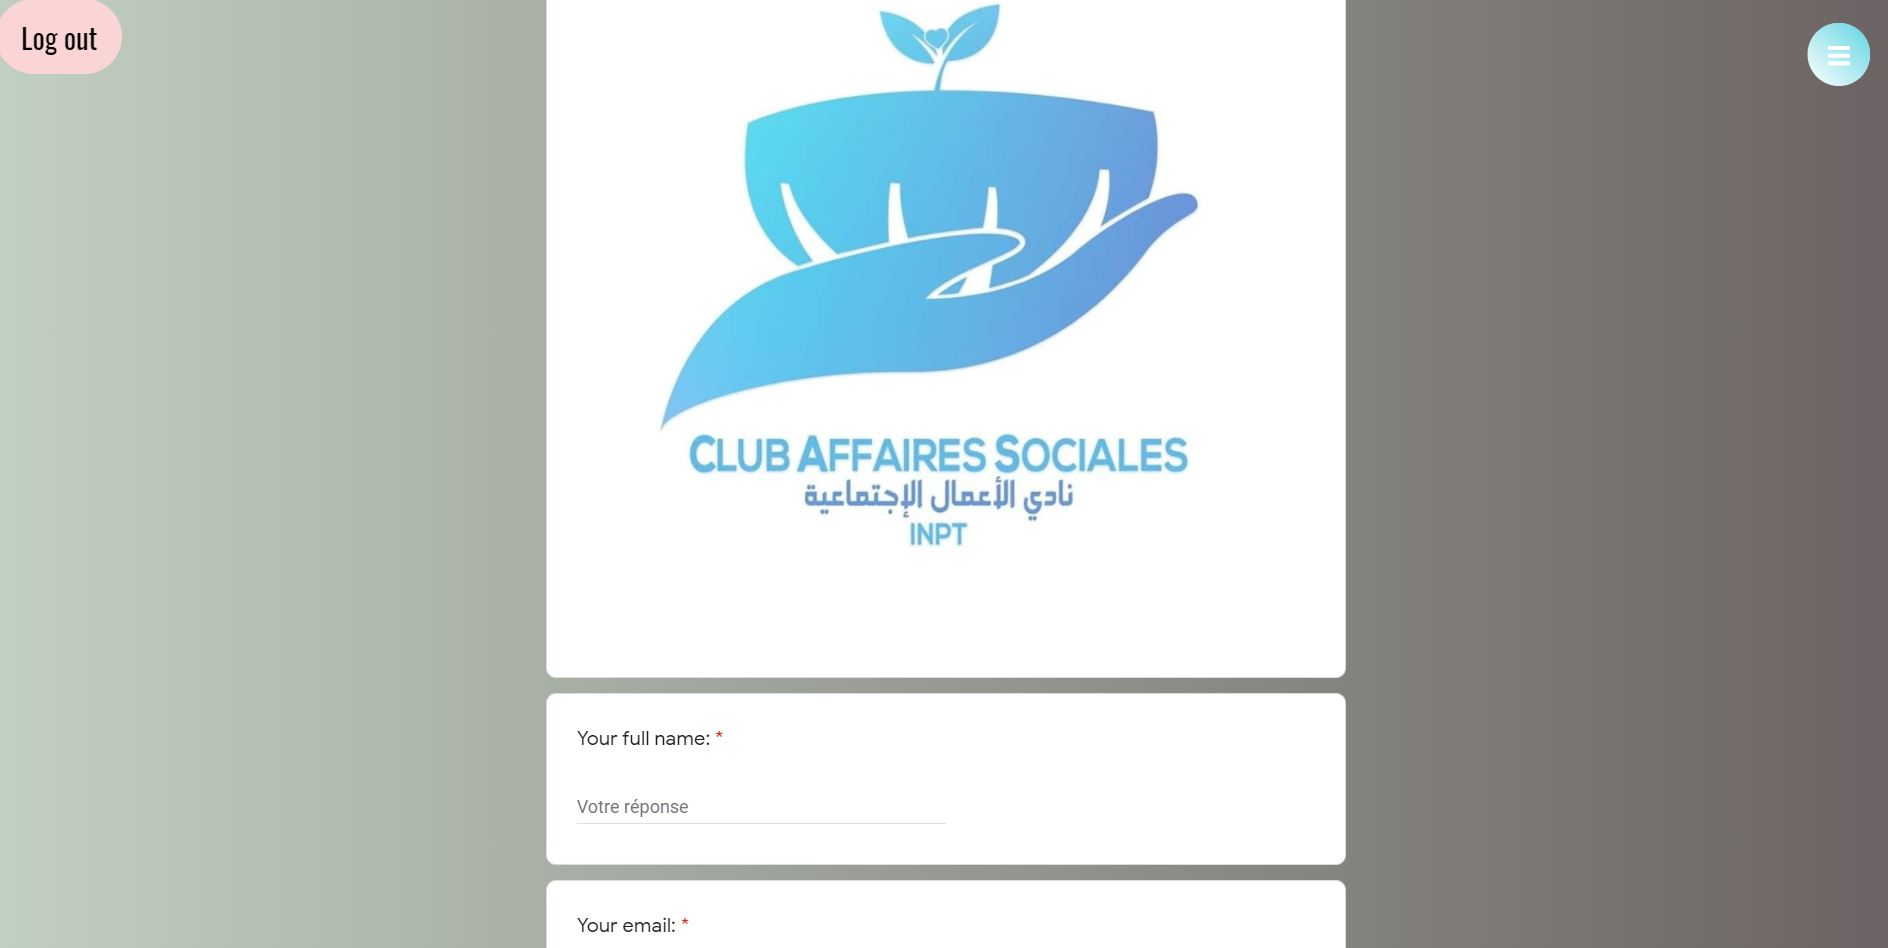 Log out
CLUB AFFAIRES SOCIALES
نادي الأعمال الإجتماعية
INPT
Your full name: *
Votre réponse
Your email: *